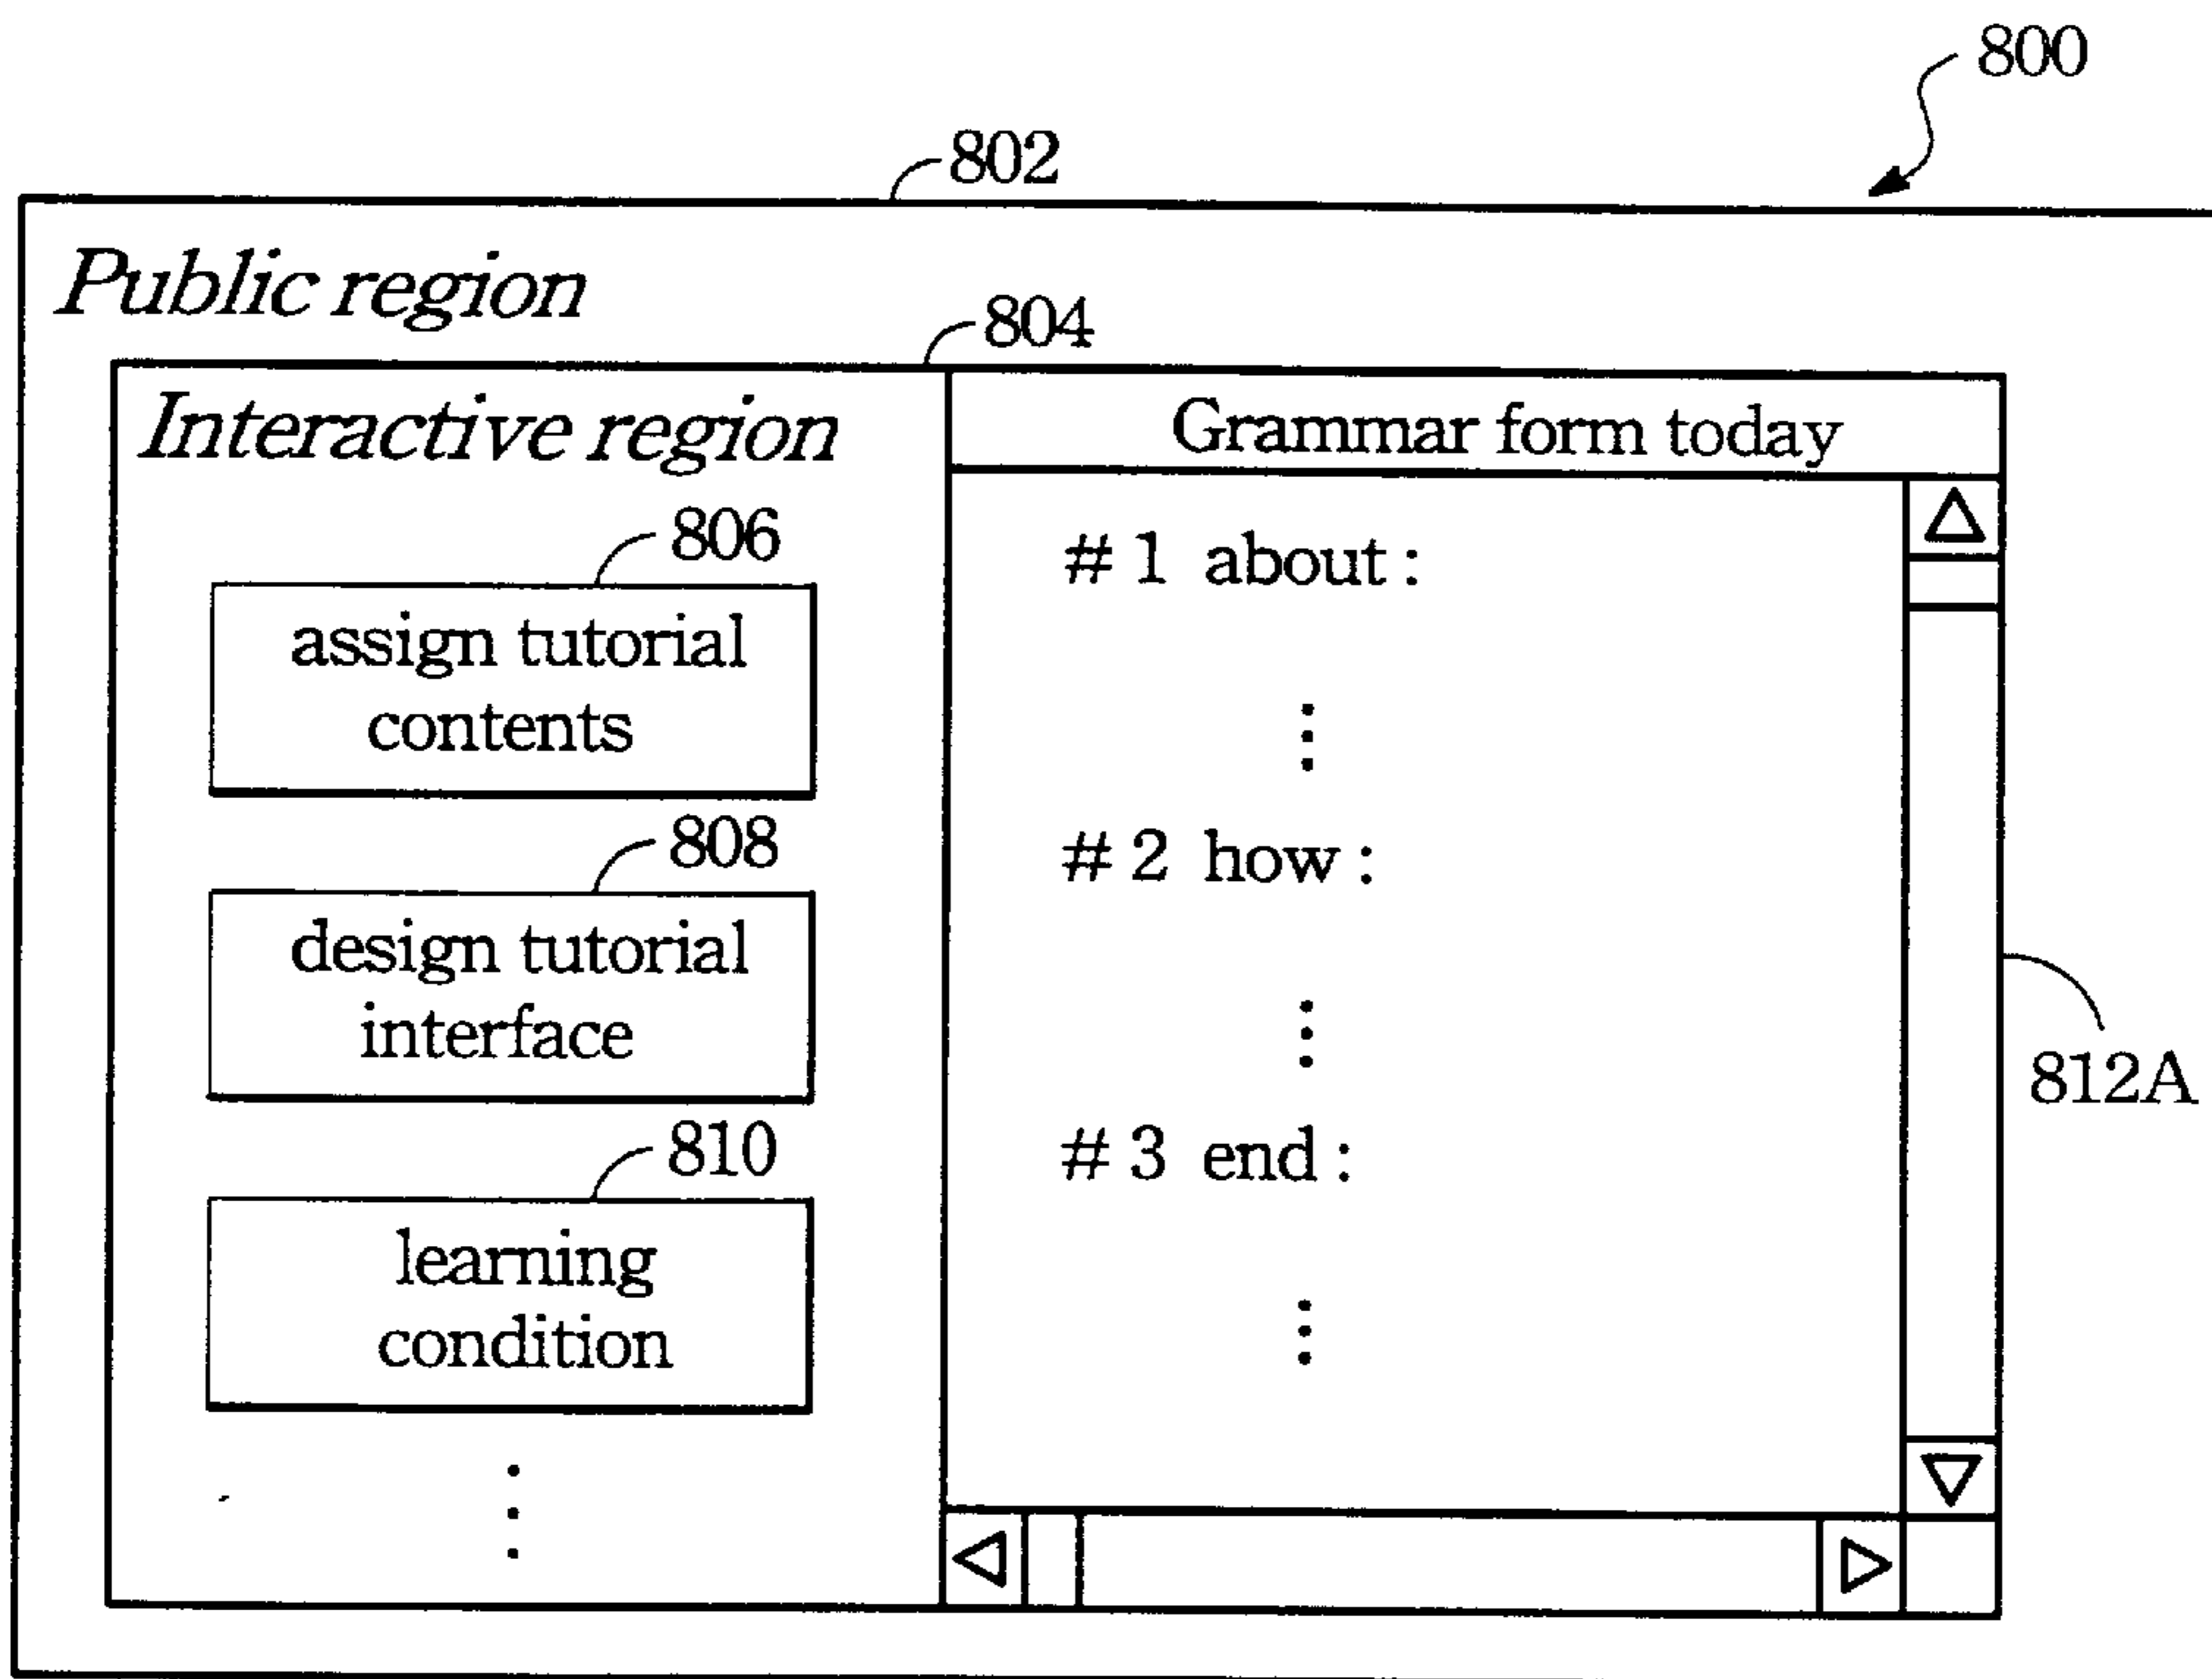 800
802
Public region
804
Interactive region
Grammar form today
806
assign tutorial
contents
808
design tutorial
interface
810
learning
condition
# 1 about :
# 2 how :
# 3 end :
812A